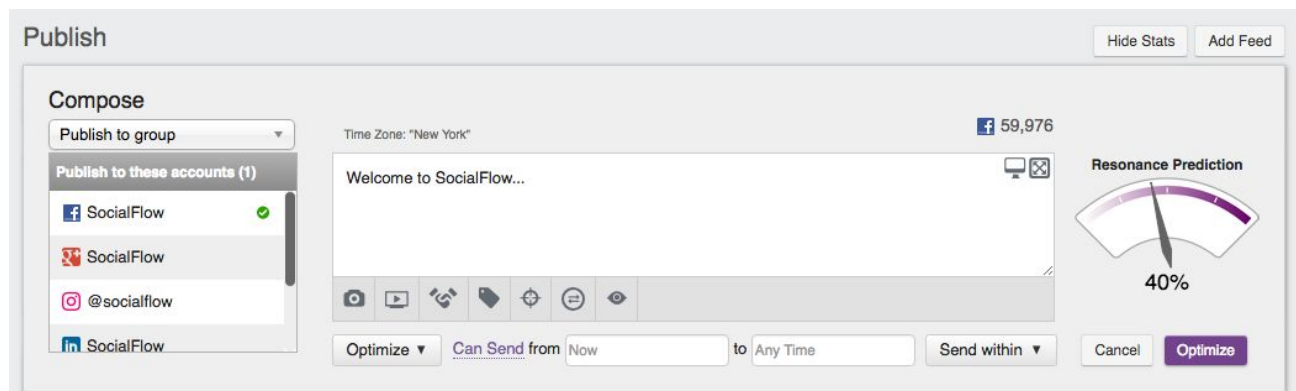 Publish
Hide Stats
Add Feed
Compose
Publish to group
Time Zone: "New York"
59,976
Publish to these accounts (1)
Welcome to SocialFlow...
Resonance Prediction
SocialFlow
SocialFlow
@socialflow
40%
SocialFlow
Optimize
Can Send from
Now
to
Any Time
Send within
Cancel
Optimize